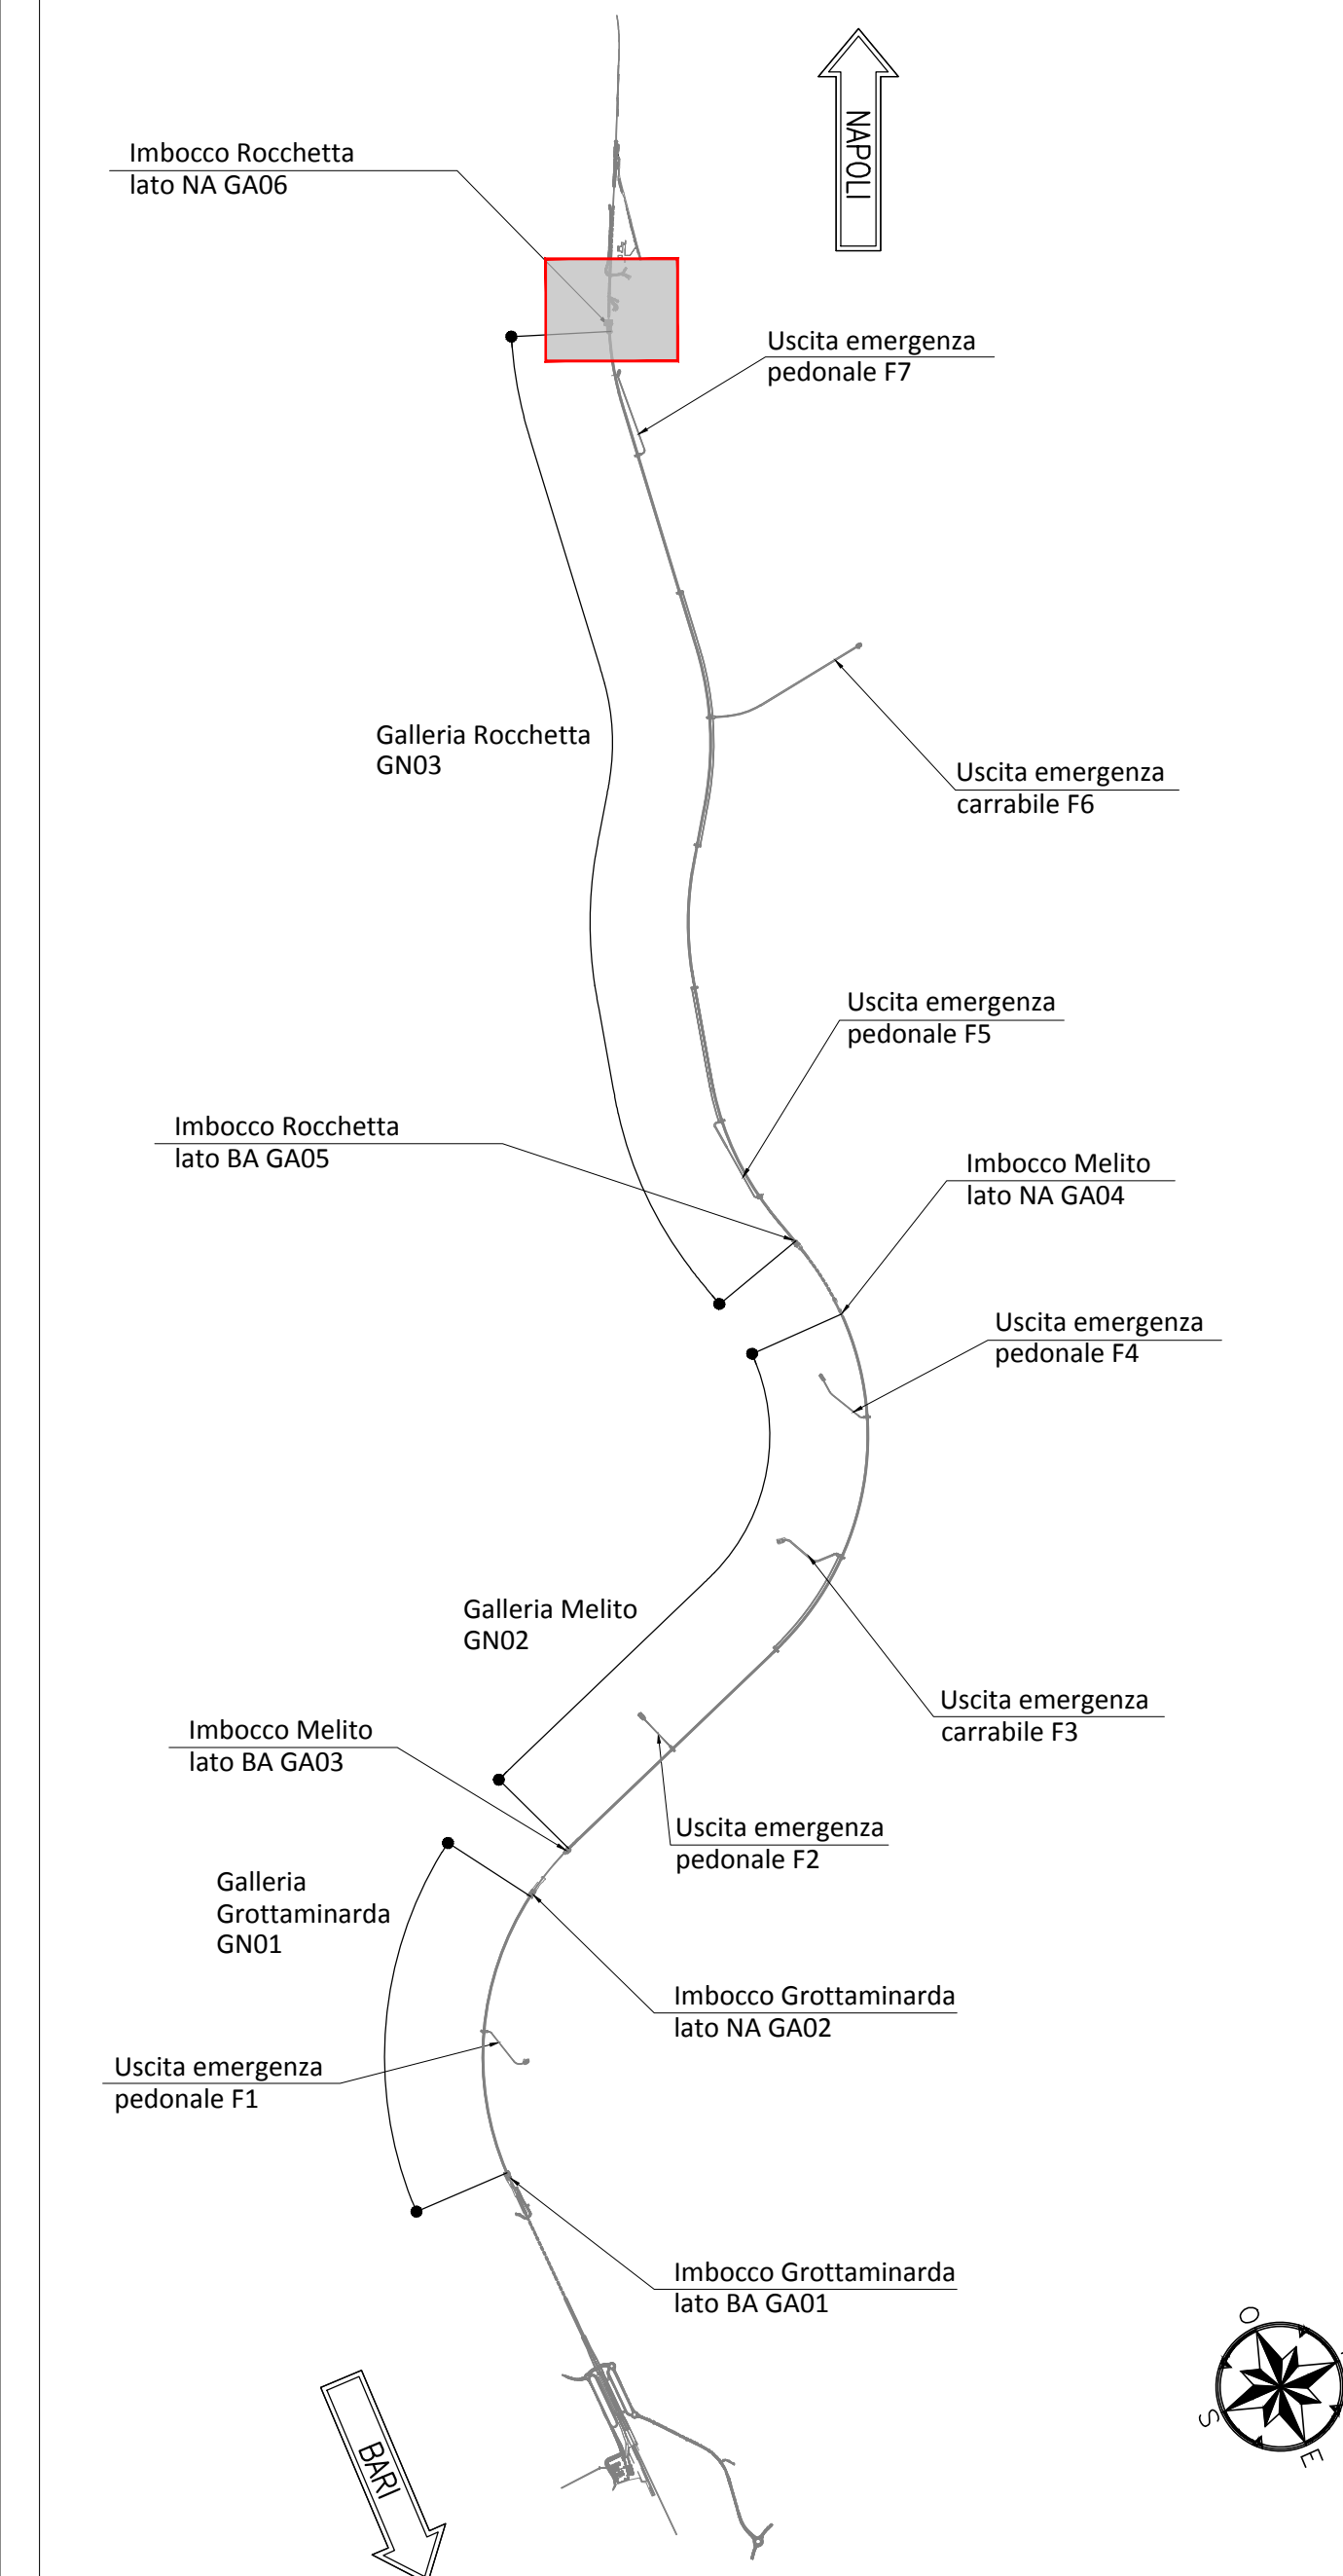 NAPOLI
Imbocco Rocchetta
lato NA GA06
Uscita emergenza
pedonale F7
Galleria Rocchetta
GN03
Uscita emergenza
carrabile F6
Uscita emergenza
pedonale F5
Imbocco Rocchetta
lato BA GA05
Imbocco Melito
lato NA GA04
Uscita emergenza
pedonale F4
Galleria Melito
GN02
Uscita emergenza
carrabile F3
Imbocco Melito
lato BA GA03
Uscita emergenza
pedonale F2
Galleria
Grottaminarda
GN01
Imbocco Grottaminarda
lato NA GA02
Uscita emergenza
pedonale F1
Imbocco Grottaminarda
lato BA GA01
BARI
O
S
E